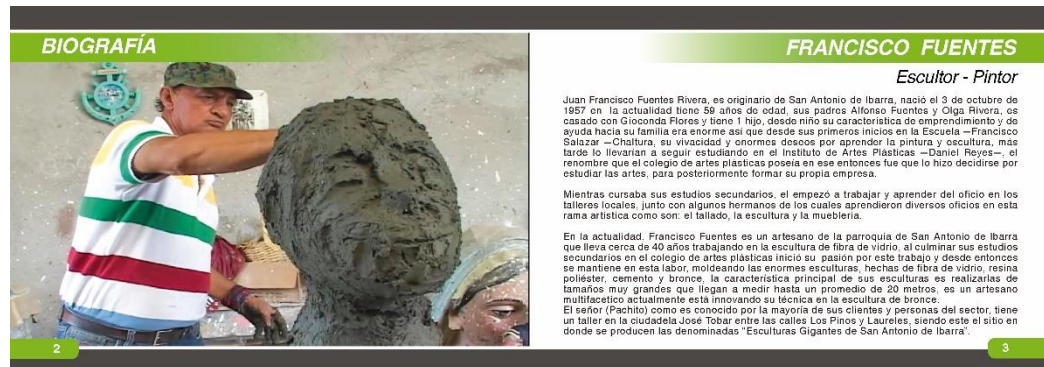 BIOGRAFÍA
FRANCISCO FUENTES
Escultor - Pintor
Juan Francisco Fuentes Rivera, es originario de San Antonio de Ibarra, nació el 3 de octubre de
1957 en la actualidad tiene 59 años de edad, sus padres Alfonso Fuentes y Olga Rivera, es
casado con Gioconda Flores y tiene 1 hijo, desde niño su característica de emprendimiento y de
ayuda hacia su familia era enorme así que desde sus primeros inicios en la Escuela —Francisco
Salazar —Chaltura, su vivacidad y enormes deseos por aprender la pintura y escultura, más
tarde lo llevarían a seguir estudiando en el Instituto de Artes Plásticas —Daniel Reyes—, el
renombre que el colegio de artes plasticas poseía en ese entonces fue que lo hizo decidirse por
estudiar las artes, para posteriormente formar su propia empresa.
Mientras cursaba sus estudios secundarios, el empezó a trabajar y aprender del oficio en los
talleres locales, junto con algunos hermanos de los cuales aprendieron diversos oficios en esta
rama artistica como son: el tallado, la escultura y la muebleria.
En la actualidad, Francisco Fuentes es un artesano de la parroquia de San Antonio de Ibarra
que lleva cerca de 40 años trabajando en la escultura de fibra de vidrio, al culminar sus estudios
secundarios en el colegio de artes plásticas inició su pasión por este trabajo y desde entonces
se mantiene en esta labor, moldeando las enormes esculturas, hechas de fibra de vidrio, resina
poliéster, cemento y bronce, la característica principal de sus esculturas es realizarlas de
tamaños muy grandes que llegan a medir hasta un promedio de 20 metros, es un artesano
multifacetico actualmente está innovando su técnica en la escultura de bronce.
El señor (Pachito) como es conocido por la mayoría de sus clientes y personas del sector, tiene
un taller en la ciudadela José Tobar entre las calles Los Pinos y Laureles, siendo este el sitio en
donde se producen las denominadas "Esculturas Gigantes de San Antonio de Ibarra".
2
3